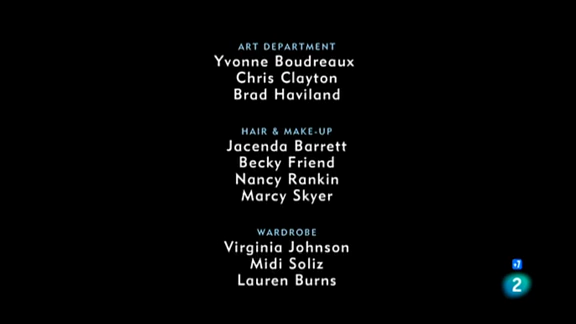 ART DEPARTMENT
Yvonne Boudreaux
Chris Clayton
Brad Haviland
HAIR & MAKE-UP
Jacenda Barrett
Becky Friend
Nancy Rankin
Marcy Skyer
WARDROBE
Virginia Johnson
Midi Soliz
Lauren Burns
+7
2